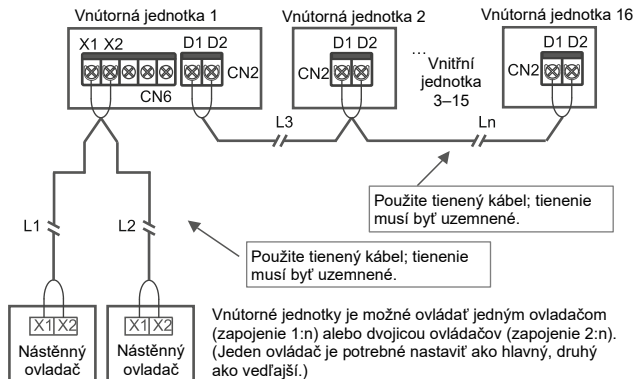 Vnútorná jednotka 1
Vnútorná jednotka 2
Vnútorná jednotka 16
X1 X2
D1 D2
CN2
CN6
D1 D2
CN2
…
Vnitřní
jednotka
3–15
D1 D2
CN2
L3
Ln
Použite tienený kábel; tienenie
musí byť uzemnené.
L1
L2
Použite tienený kábel; tienenie
musí byť uzemnené.
X1 X2
Nástěnný
ovladač
X1 X2
Nástěnný
ovladač
Vnútorné jednotky je možné ovládať jedným ovladačom
(zapojenie 1:n) alebo dvojicou ovládačov (zapojenie 2:n).
(Jeden ovládač je potrebné nastaviť ako hlavný, druhý
ako vedľajší.)